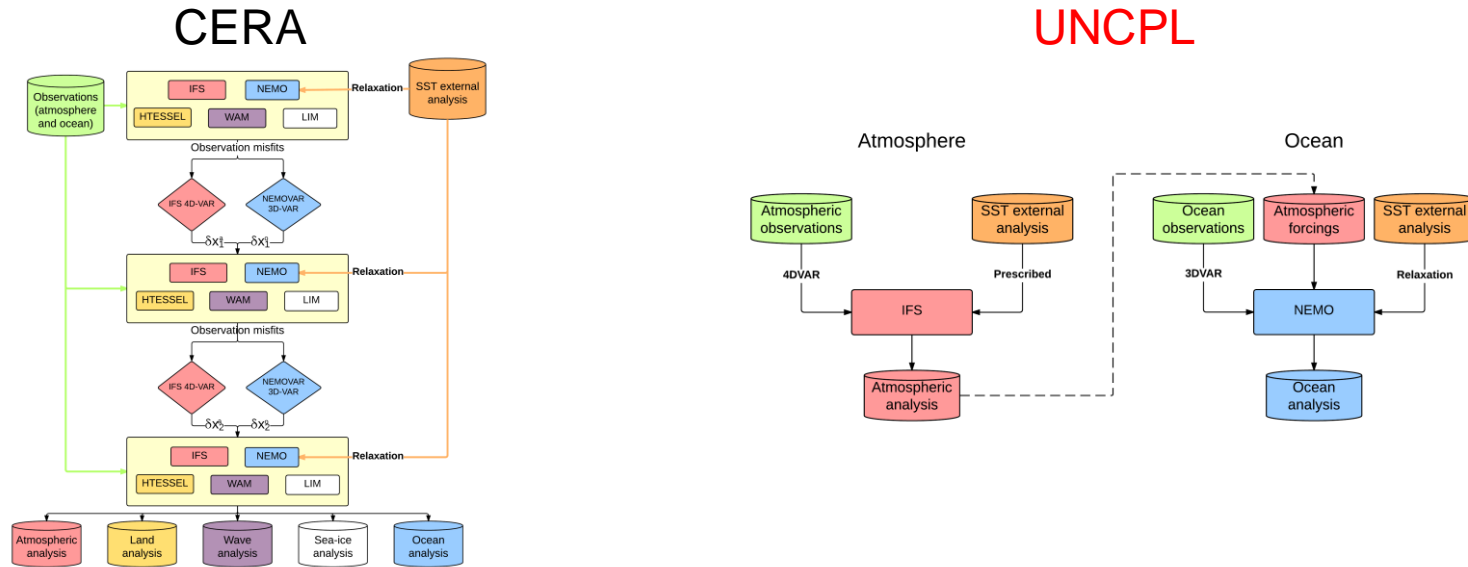 CERA
Observations
(atmosphere
and ocean)
IFS
NEMO
HTESSEL
WAM
LIM
Relaxation
SST external
analysis
Observation misfits
IFS 4D-VAR
NEMOVAR
3D-VAR
IFS
NEMO
HTESSEL
WAM
LIM
Relaxation
Observation misfits
IFS 4D-VAR
NEMOVAR
3D-VAR
IFS
NEMO
HTESSEL
WAM
LIM
Relaxation
Atmospheric
analysis
Land
analysis
Wave
analysis
Sea-ice
analysis
Ocean
analysis
UNCPL
Atmosphere
Atmospheric
observations
SST external
analysis
4DVAR
Prescribed
IFS
Atmospheric
analysis
Ocean
Ocean
observations
Atmospheric
forcings
SST external
analysis
3DVAR
Relaxation
NEMO
Ocean
analysis